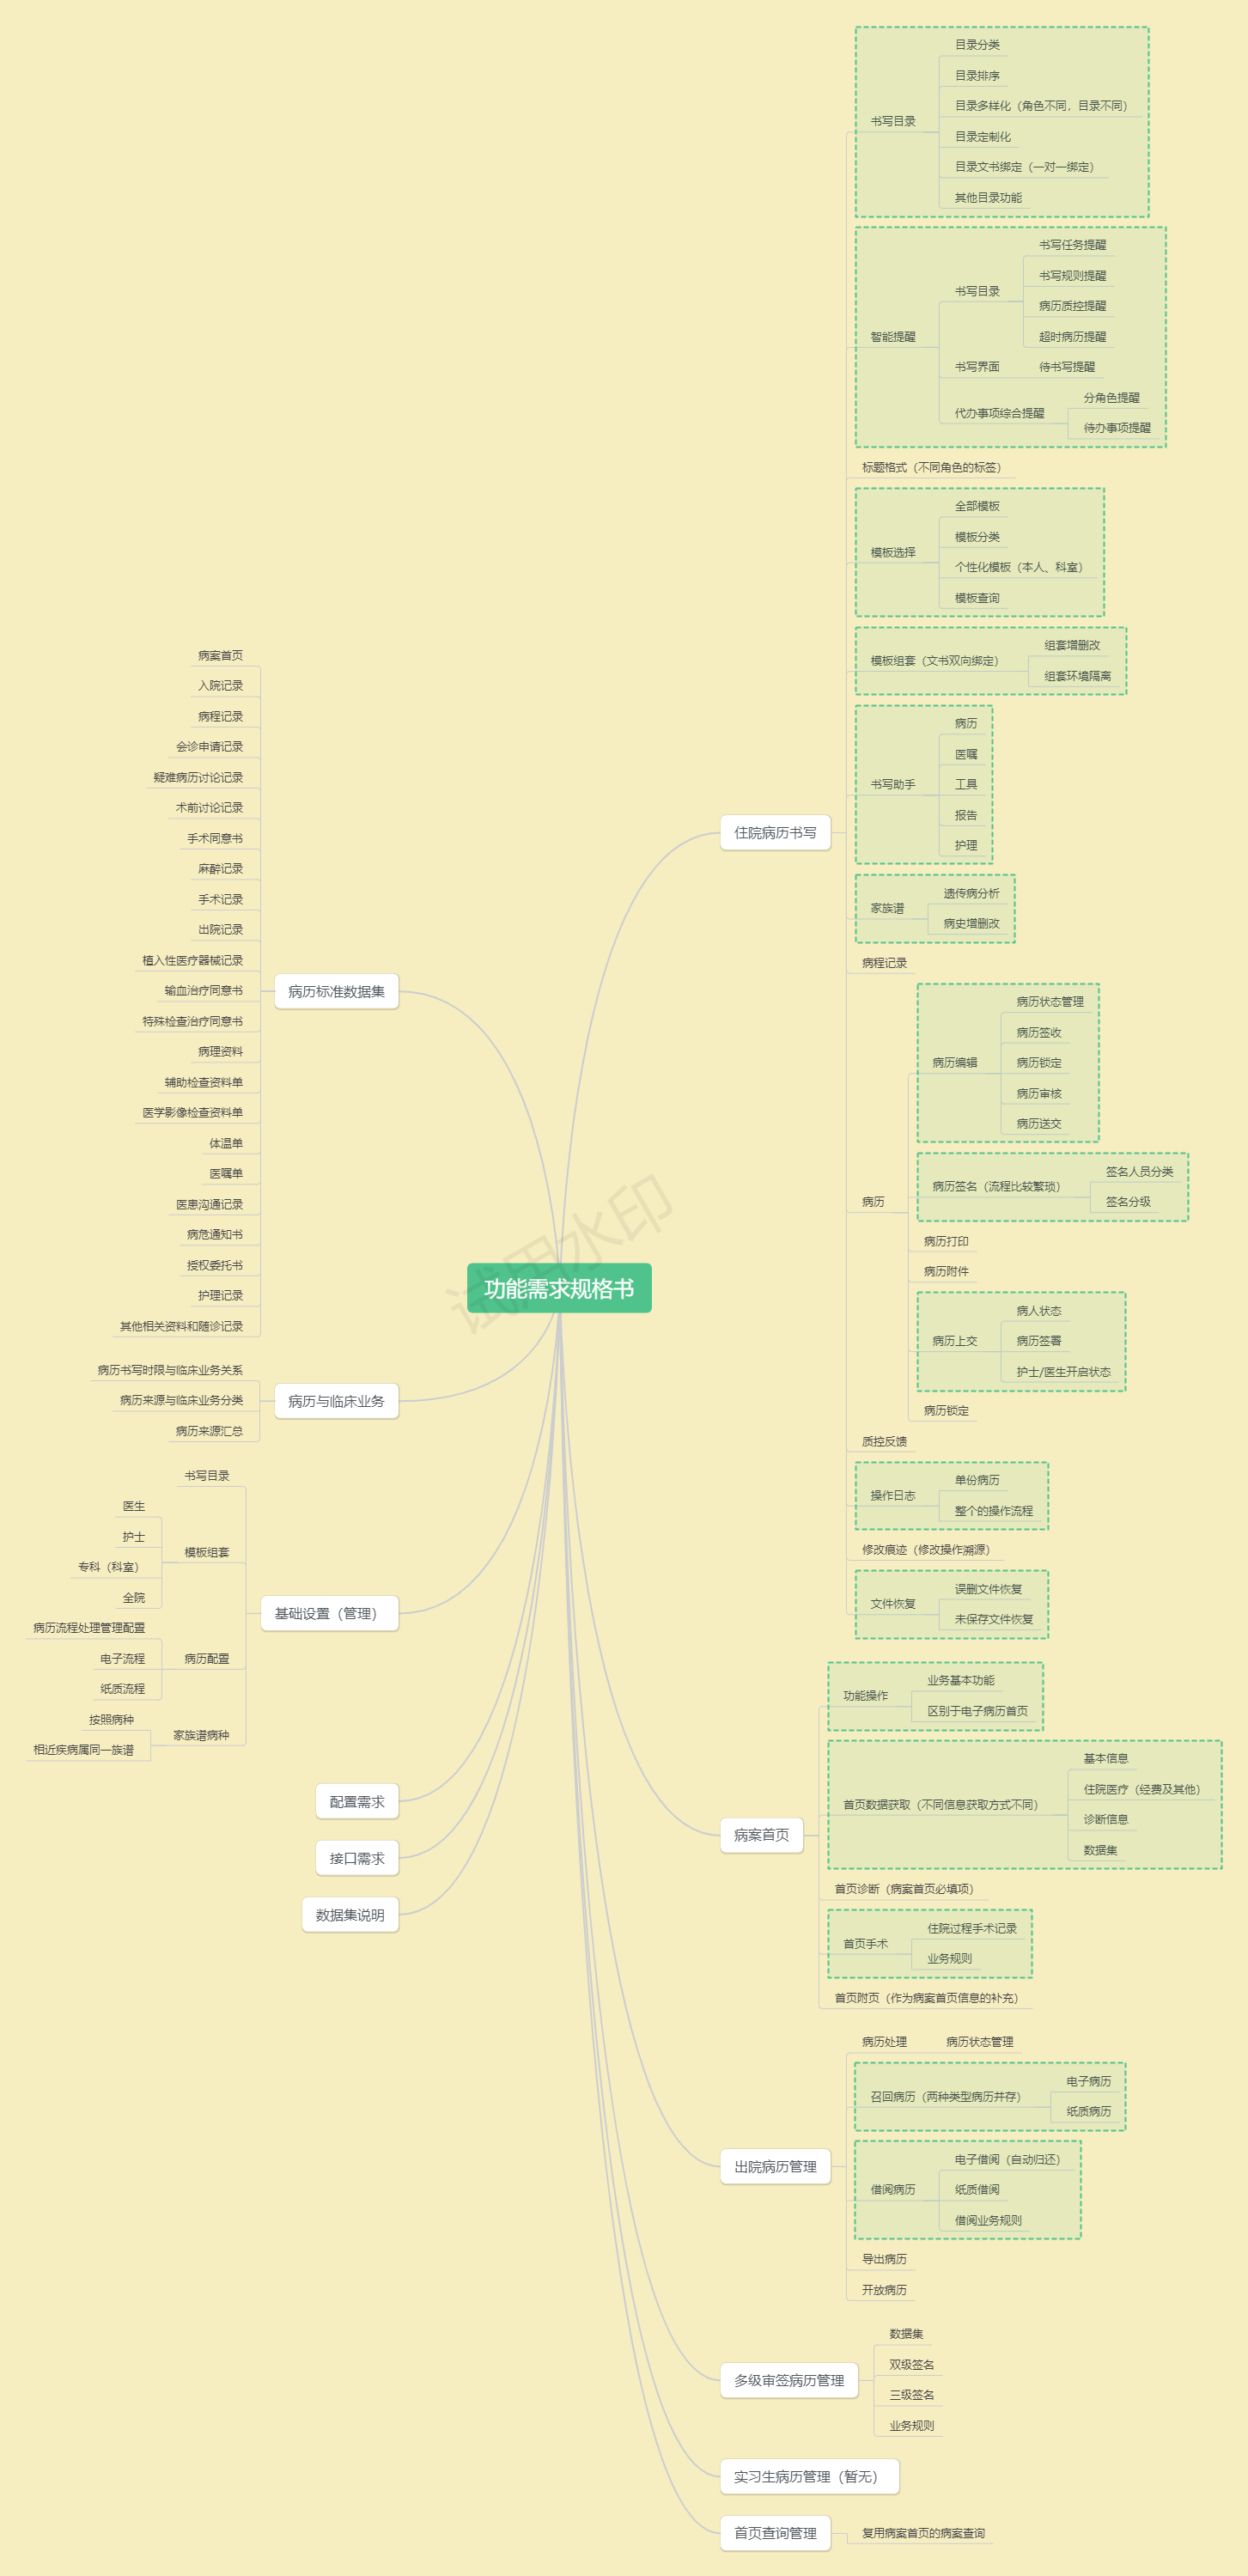 功能需求规格书
试用水印
住院病历书写
书写目录
目录分类
目录排序
目录多样化（角色不同，目录不同）
目录定制化
目录文书绑定（一对一绑定）
其他目录功能
智能提醒
书写目录
书写任务提醒
书写规则提醒
病历质控提醒
超时病历提醒
书写界面
待书写提醒
代办事项综合提醒
分角色提醒
待办事项提醒
标题格式（不同角色的标签）
模板选择
全部模板
模板分类
个性化模板（本人、科室）
模板查询
模板组套（文书双向绑定）
组套增删改
组套环境隔离
书写助手
病历
医嘱
工具
报告
护理
家族谱
遗传病分析
病史增删改
病程记录
病历
病历编辑
病历状态管理
病历签收
病历锁定
病历审核
病历送交
病历签名（流程比较繁琐）
签名人员分类
签名分级
病历打印
病历附件
病历上交
病人状态
病历签署
护士/医生开启状态
病历锁定
质控反馈
操作日志
单份病历
整个的操作流程
修改痕迹（修改操作溯源）
文件恢复
误删文件恢复
未保存文件恢复
病案首页
功能操作
业务基本功能
区别于电子病历首页
首页数据获取（不同信息获取方式不同）
基本信息
住院医疗（经费及其他）
诊断信息
数据集
首页诊断（病案首页必填项）
首页手术
住院过程手术记录
业务规则
首页附页（作为病案首页信息的补充）
出院病历管理
病历处理
病历状态管理
召回病历（两种类型病历并存）
电子病历
纸质病历
借阅病历
电子借阅（自动归还）
纸质借阅
借阅业务规则
导出病历
开放病历
多级审签病历管理
数据集
双级签名
三级签名
业务规则
实习生病历管理（暂无）
首页查询管理
复用病案首页的病案查询
病历标准数据集
病案首页
入院记录
病程记录
会诊申请记录
疑难病历讨论记录
术前讨论记录
手术同意书
麻醉记录
手术记录
出院记录
植入性医疗器械记录
输血治疗同意书
特殊检查治疗同意书
病理资料
辅助检查资料单
医学影像检查资料单
体温单
医嘱单
医患沟通记录
病危通知书
授权委托书
护理记录
其他相关资料和随诊记录
病历与临床业务
病历书写时限与临床业务关系
病历来源与临床业务分类
病历来源汇总
基础设置（管理）
书写目录
模板组套
医生
护士
专科（科室）
全院
病历配置
病历流程处理管理配置
电子流程
纸质流程
家族谱病种
按照病种
相近疾病属同一族谱
配置需求
接口需求
数据集说明